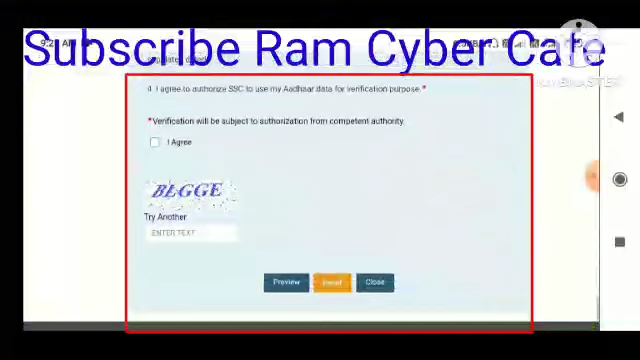 Subscribe Ram Cyber Cafe
4. I agree to authorize SSC to use my Aadhaar data for verification purpose.*
*Verification will be subject to authorization from competent authority.
I Agree
BLGGE
Try Another
ENTER TEXT
Preview Close